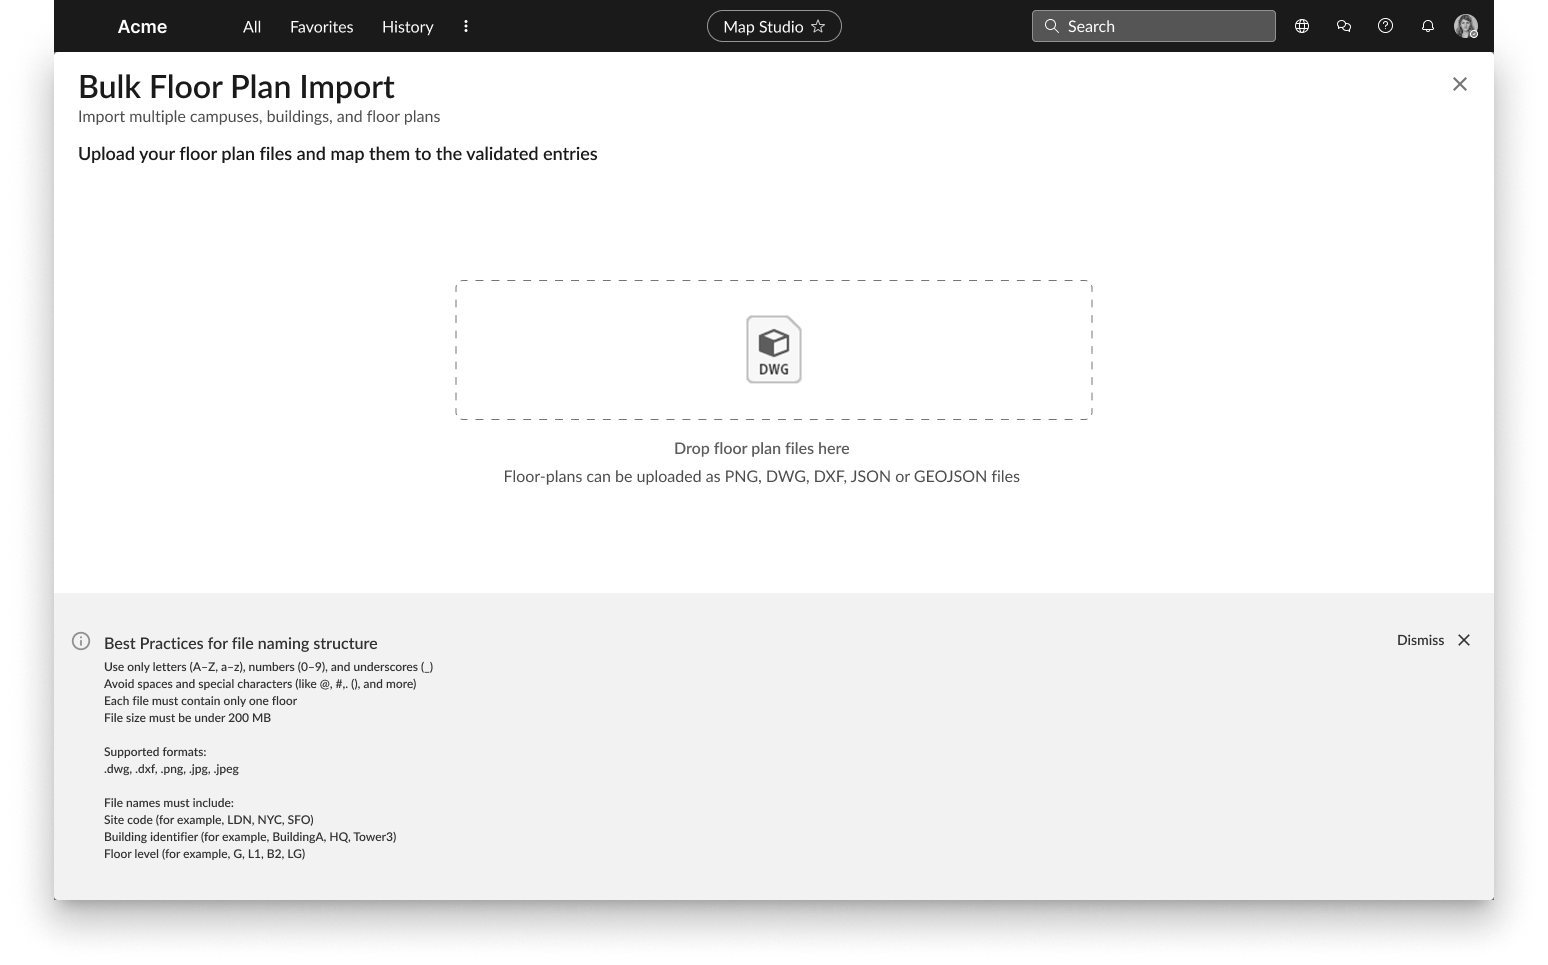 Acme
All
Favorites
History
Map Studio
Search
Bulk Floor Plan Import
Import multiple campuses, buildings, and floor plans
Upload your floor plan files and map them to the validated entries
DWG
Drop floor plan files here
Floor-plans can be uploaded as PNG, DWG, DXF, JSON or GEOJSON files
Best Practices for file naming structure
Dismiss
Use only letters (A–Z, a–z), numbers (0–9), and underscores (_)
Avoid spaces and special characters (like @, #,. (), and more)
Each file must contain only one floor
File size must be under 200 MB
Supported formats:
.dwg, .dxf, .png, .jpg, .jpeg
File names must include:
Site code (for example, LDN, NYC, SFO)
Building identifier (for example, BuildingA, HQ, Tower3)
Floor level (for example, G, L1, B2, LG)